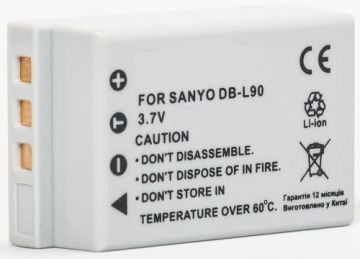 CE
FOR SANYO DB-L90
3.7V
Li-ion
CAUTION
• DON'T DISASSEMBLE.
• DON'T DISPOSE OF IN FIRE.
• DON'T STORE IN
TEMPERATURE OVER 60°C.
Гарантія 12 місяців
Виготовлено у Китаї